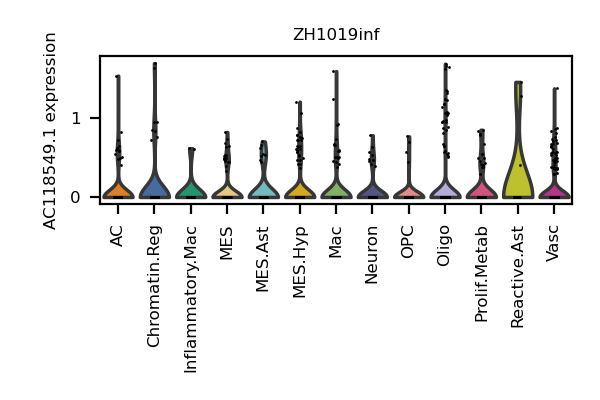 ZH1019inf
AC118549.1 expression
1
0
AC
Chromatin.Reg
Inflammatory.Mac
MES
MES.Ast
MES.Hyp
Mac
Neuron
OPC
Oligo
Prolif.Metab
Reactive.Ast
Vasc